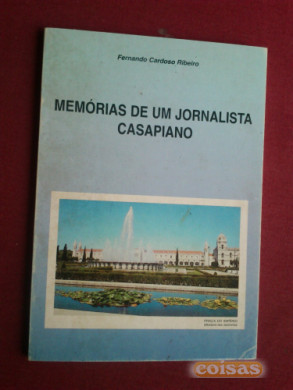 Fernando Cardoso Ribeiro
MEMÓRIAS DE UM JORNALISTA
CASAPIANO
coisas